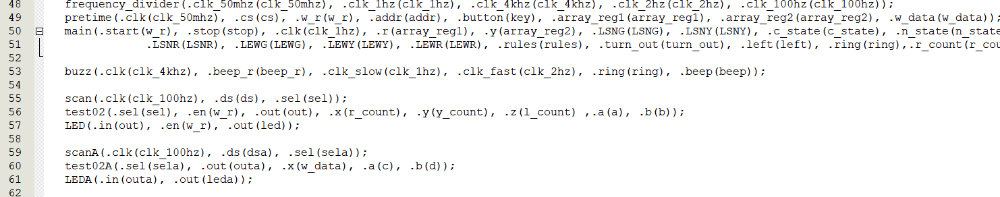 48 frequency_divider(.clk_50mhz(clk_50mhz), .clk_1hz(clk_1hz), .clk_4khz(clk_4khz), .clk_2hz(clk_2hz), .clk_100hz(clk_100hz));
49 pretime(.clk(clk_50mhz), .cs(cs), .w_r(w_r), .addr(addr), .button(key), .array_reg1(array_reg1), .array_reg2(array_reg2), .w_data(w_data));
50 main(.start(w_r), .stop(stop), .clk(clk_1hz), .r(array_reg1), .y(array_reg2), .LSNG(LSNG), .LSNY(LSNY), .c_state(c_state), .n_state(n_state
51 .LSNR(LSNR), .LEWG(LEWG), .LEWY(LEWY), .LEWR(LEWR), .rules(rules), .turn_out(turn_out), .left(left), .ring(ring),.r_count(r_cou
52
53 buzz(.clk(clk_4khz), .beep_r(beep_r), .clk_slow(clk_1hz), .clk_fast(clk_2hz), .ring(ring), .beep(beep));
54
55 scan(.clk(clk_100hz), .ds(ds), .sel(sel));
56 test02(.sel(sel), .en(w_r), .out(out), .x(r_count), .y(y_count), .z(l_count) ,.a(a), .b(b));
57 LED(.in(out), .en(w_r), .out(led));
58
59 scanA(.clk(clk_100hz), .ds(dsa), .sel(sela));
60 test02A(.sel(sela), .out(outa), .x(w_data), .a(c), .b(d));
61 LEDA(.in(outa), .out(leda));
62